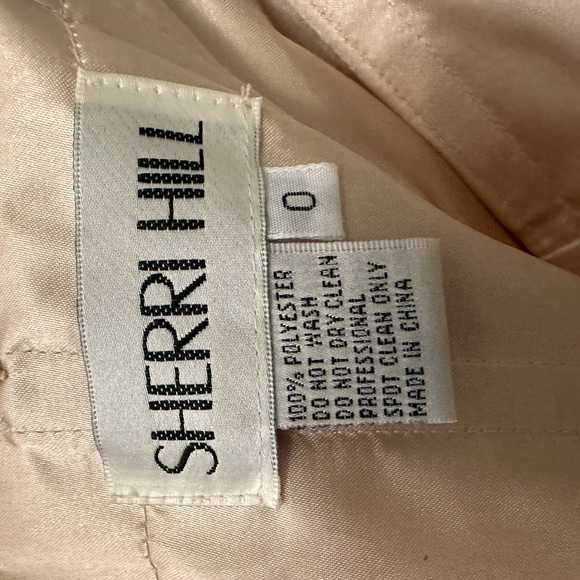 SHERRI HILL
0
100% POLYESTER
DO NOT WASH
DO NOT DRY CLEAN
PROFESSIONAL
SPOT CLEAN ONLY
MADE IN CHINA